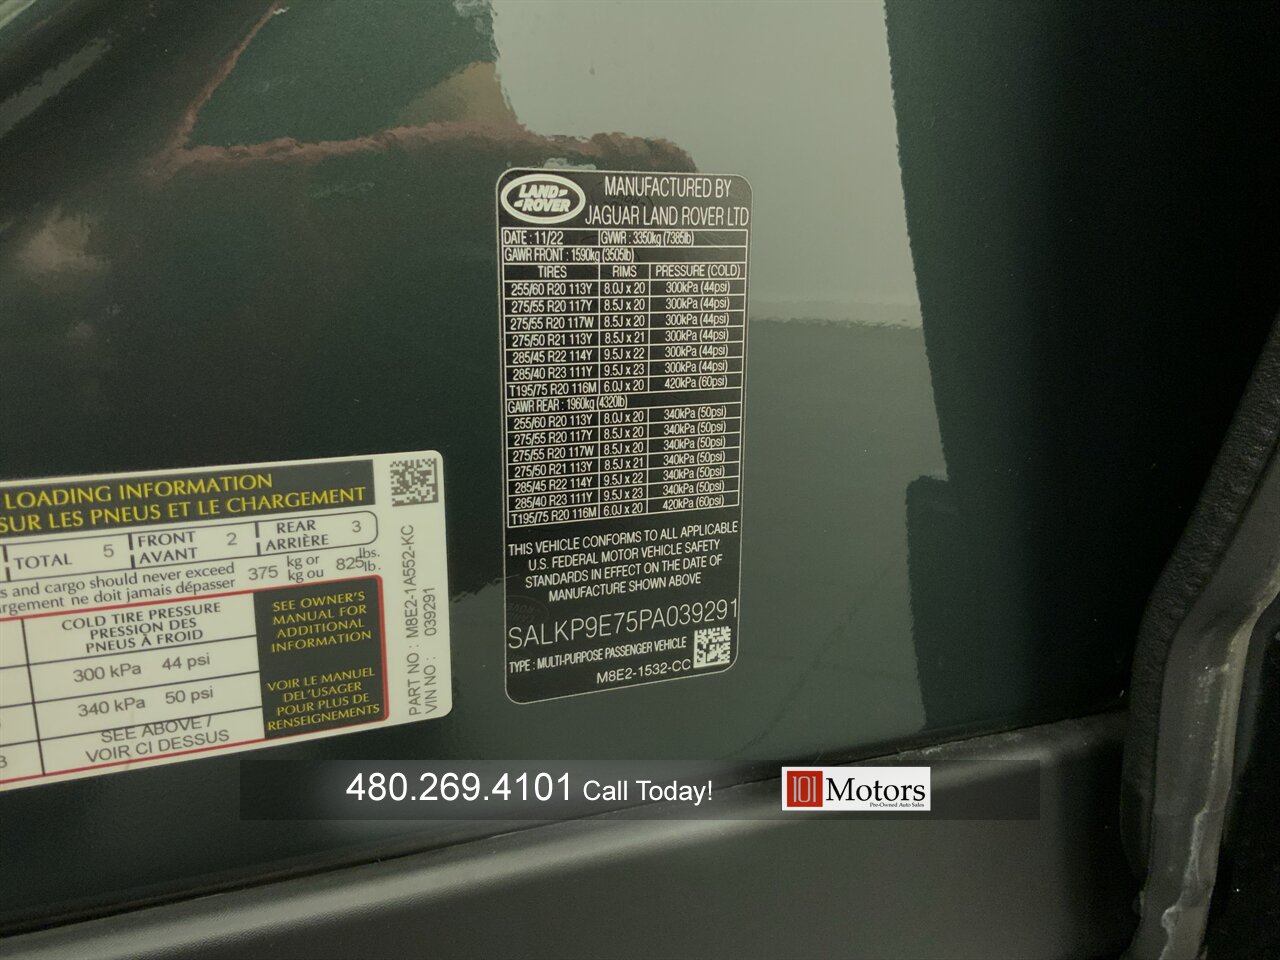 LAND ROVER
MANUFACTURED BY
JAGUAR LAND ROVER LTD
DATE : 11/22 GVWR : 3350kg (7385lb)
GAWR FRONT : 1590kg (3505lb)
TIRES RIMS PRESSURE (COLD)
255/60 R20 113Y 8.0J x 20 300kPa (44psi)
275/55 R20 117Y 8.5J x 20 300kPa (44psi)
275/55 R20 117W 8.5J x 20 300kPa (44psi)
275/50 R21 113Y 8.5J x 21 300kPa (44psi)
285/45 R22 114Y 9.5J x 22 300kPa (44psi)
285/40 R23 111Y 9.5J x 23 300kPa (44psi)
T195/75 R20 116M 6.0J x 20 420kPa (60psi)
GAWR REAR : 1960kg (4320lb)
255/60 R20 113Y 8.0J x 20 340kPa (50psi)
275/55 R20 117Y 8.5J x 20 340kPa (50psi)
275/55 R20 117W 8.5J x 20 340kPa (50psi)
275/50 R21 113Y 8.5J x 21 340kPa (50psi)
285/45 R22 114Y 9.5J x 22 340kPa (50psi)
285/40 R23 111Y 9.5J x 23 340kPa (50psi)
T195/75 R20 116M 6.0J x 20 420kPa (60psi)
THIS VEHICLE CONFORMS TO ALL APPLICABLE
U.S. FEDERAL MOTOR VEHICLE SAFETY
STANDARDS IN EFFECT ON THE DATE OF
MANUFACTURE SHOWN ABOVE
SALKP9E75PA039291
TYPE : MULTI-PURPOSE PASSENGER VEHICLE
M8E2-1532-CC
LOADING INFORMATION
SUR LES PNEUS ET LE CHARGEMENT
TOTAL 5 FRONT AVANT 2 REAR ARRIÈRE 3
and cargo should never exceed 375 kg or 825 lbs.
ne doit jamais dépasser kg ou lb.
COLD TIRE PRESSURE
PRESSION DES
PNEUS À FROID
300 kPa 44 psi
340 kPa 50 psi
SEE ABOVE /
VOIR CI DESSUS
SEE OWNER'S
MANUAL FOR
ADDITIONAL
INFORMATION
VOIR LE MANUEL
DEL'USAGER
POUR PLUS DE
RENSEIGNEMENTS
PART NO : M8E2-1A552-KC
VIN NO : 039291
480.269.4101 Call Today!
101 Motors
Pre-Owned Auto Sales